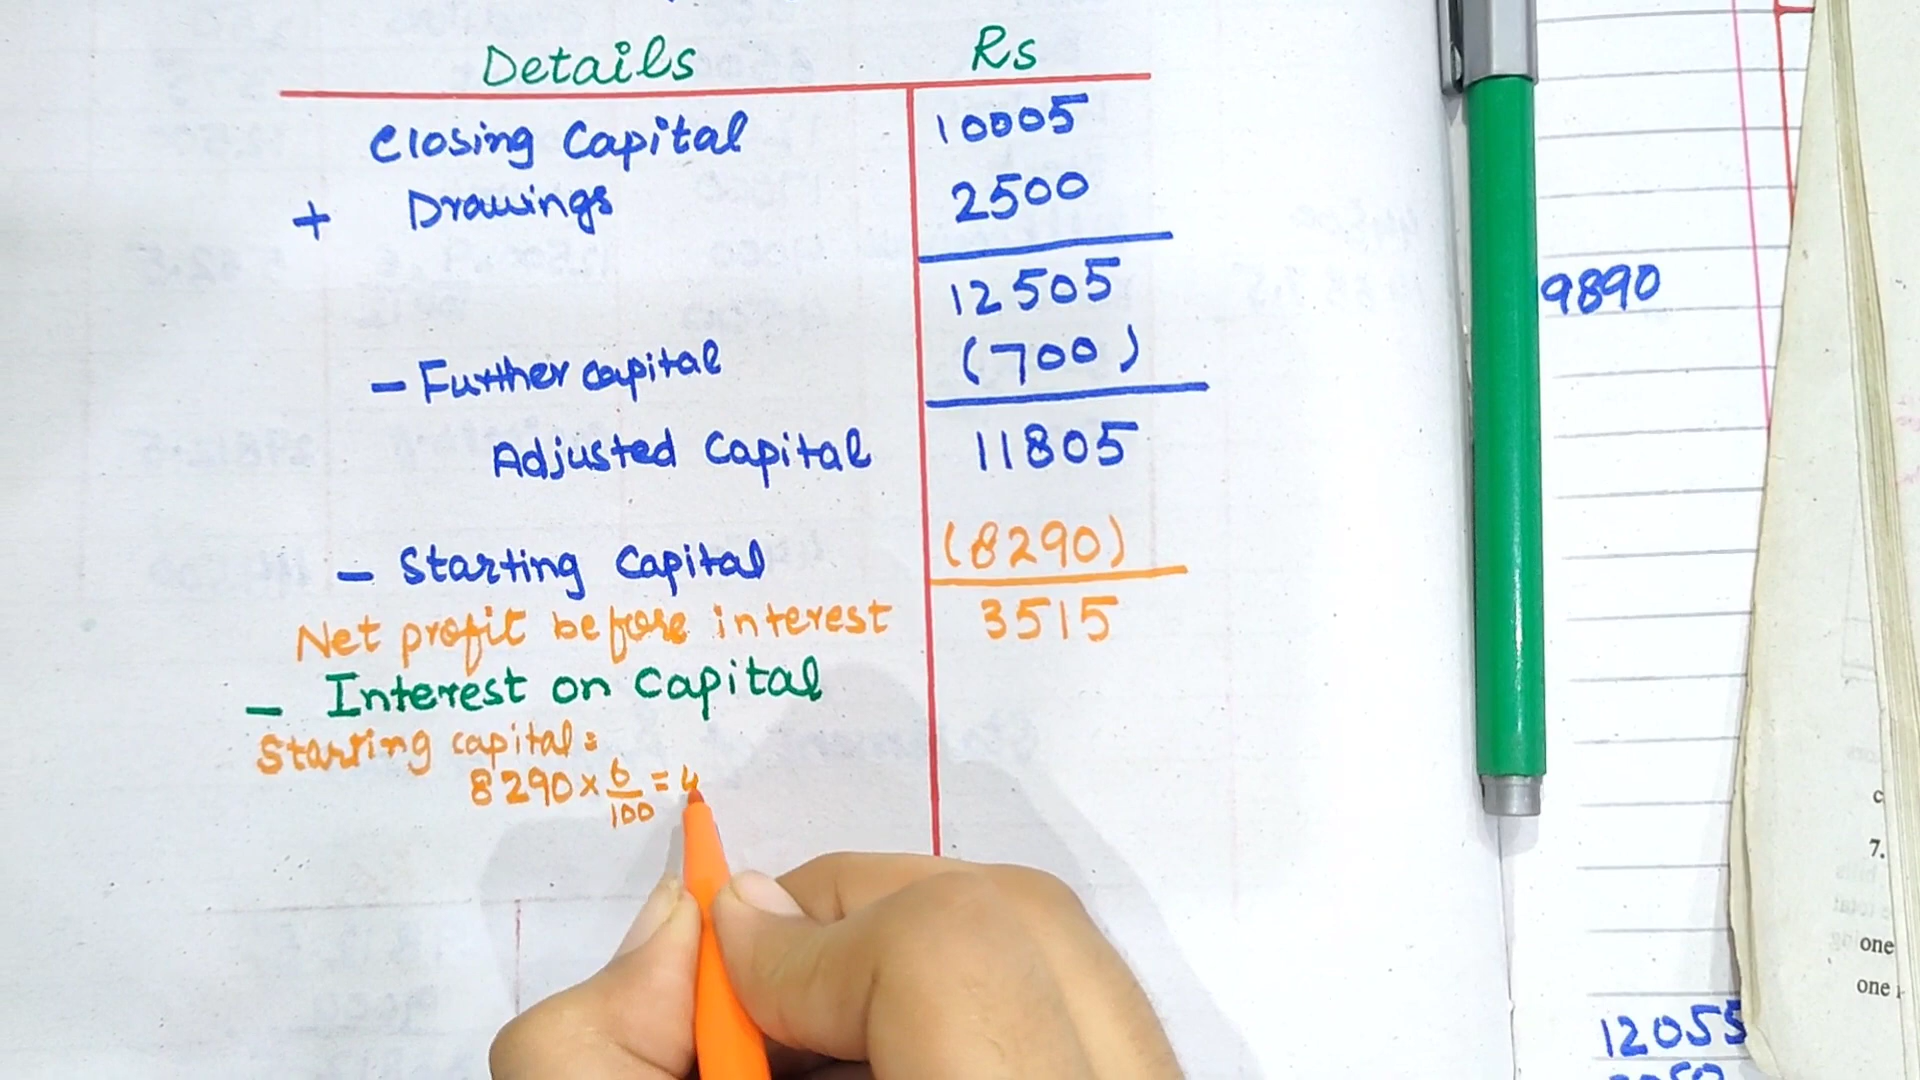 Details Rs
Closing Capital 10005
+ Drawings 2500
12505
9890
- Further capital (700)
Adjusted Capital 11805
- Starting Capital (8290)
Net profit before interest 3515
- Interest on Capital
Starting capital:
8290 × 6/100 = 4
7.
one
one
12055